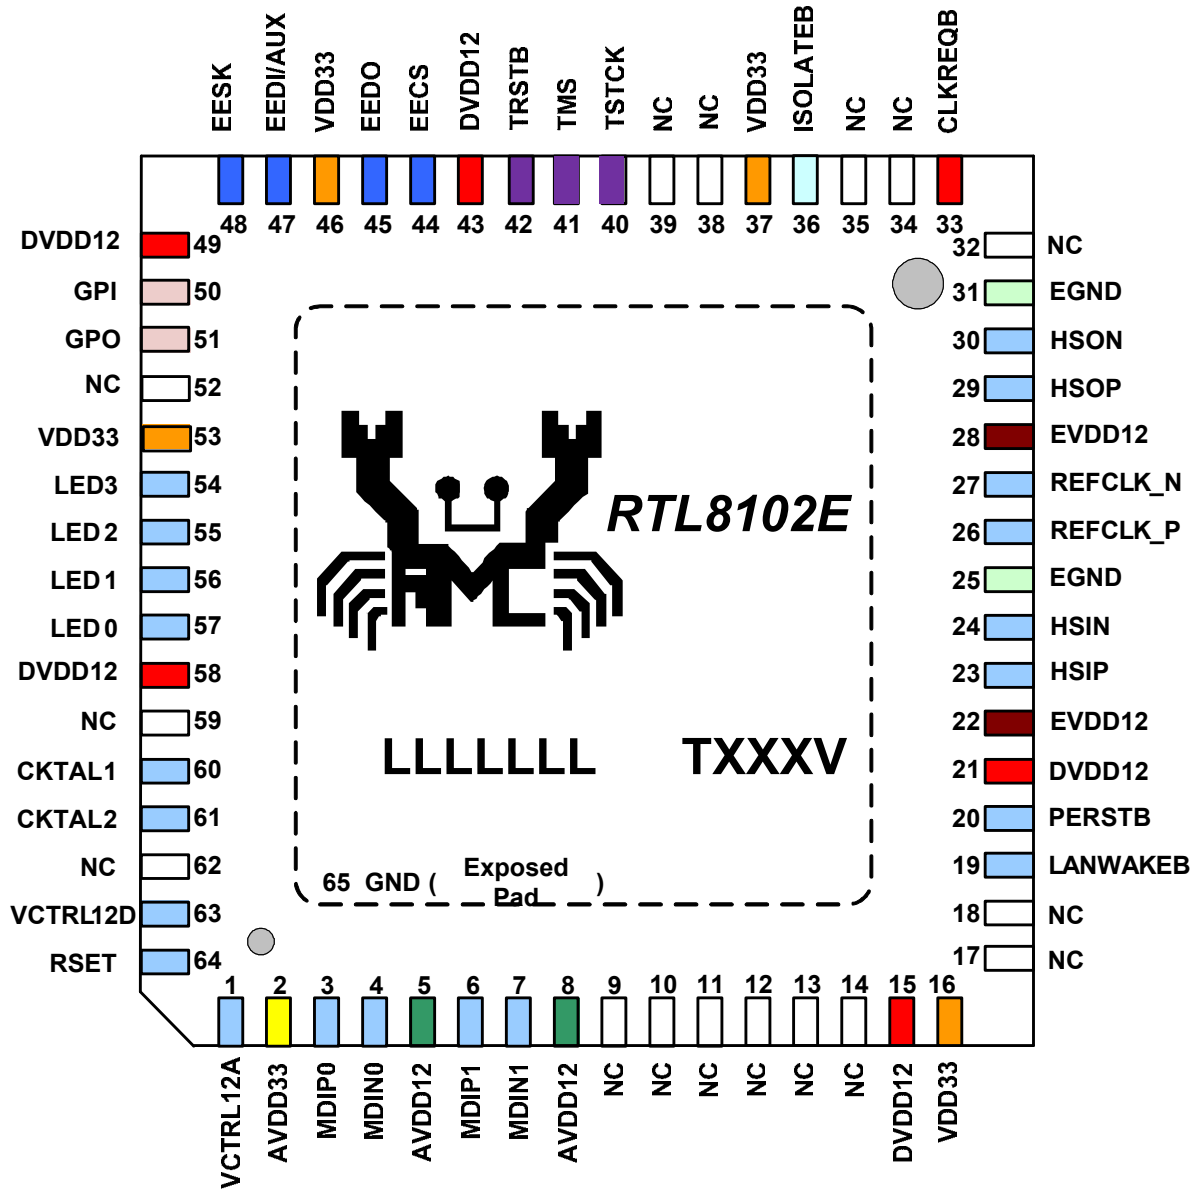 EESK
EEDI/AUX
VDD33
EEDO
EECS
DVDD12
TRSTB
TMS
TSTCK
NC
NC
VDD33
ISOLATEB
NC
NC
CLKREQB
48 47 46 45 44 43 42 41 40 39 38 37 36 35 34 33
DVDD12 49
GPI 50
GPO 51
NC 52
VDD33 53
LED3 54
LED2 55
LED1 56
LED0 57
DVDD12 58
NC 59
CKTAL1 60
CKTAL2 61
NC 62
VCTRL12D 63
RSET 64
RTL8102E
LLLLLLL TXXXV
65 GND ( Exposed Pad )
32 NC
31 EGND
30 HSON
29 HSOP
28 EVDD12
27 REFCLK_N
26 REFCLK_P
25 EGND
24 HSIN
23 HSIP
22 EVDD12
21 DVDD12
20 PERSTB
19 LANWAKEB
18 NC
17 NC
1 2 3 4 5 6 7 8 9 10 11 12 13 14 15 16
VCTRL12A
AVDD33
MDIP0
MDIN0
AVDD12
MDIP1
MDIN1
AVDD12
NC
NC
NC
NC
NC
NC
DVDD12
VDD33